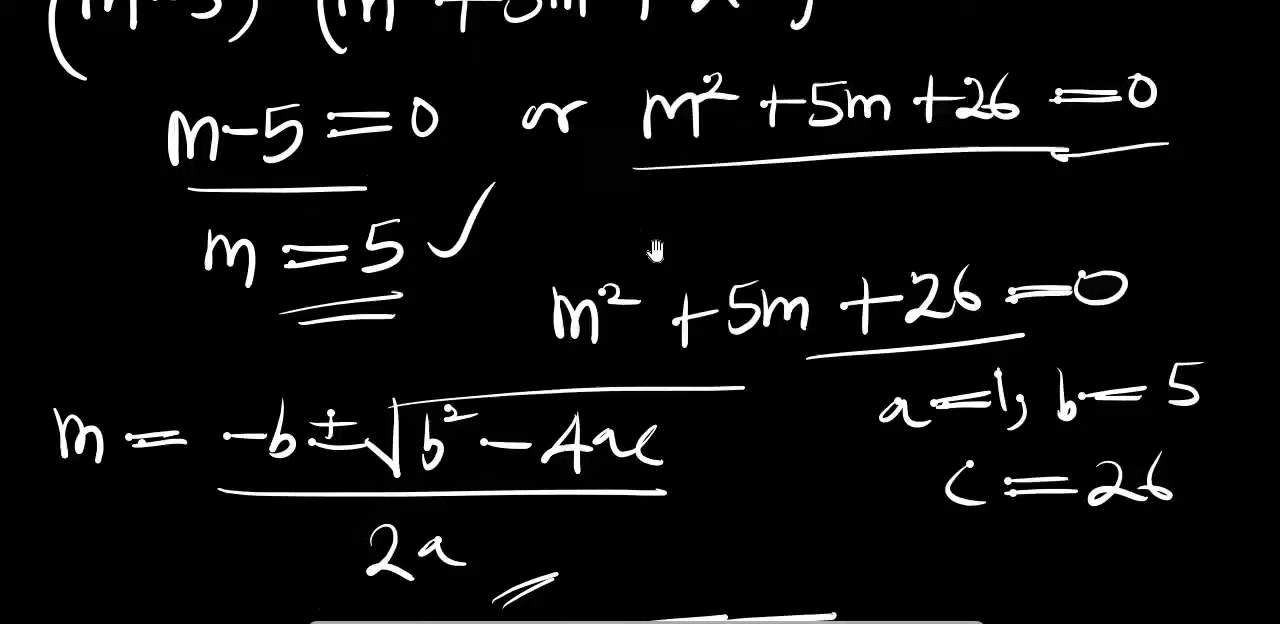 m-5=0 or m² +5m +26 =0
m =5 ✓
m² +5m +26 =0
a=1, b=5
m = -b±√b²-4ac
c=26
2a